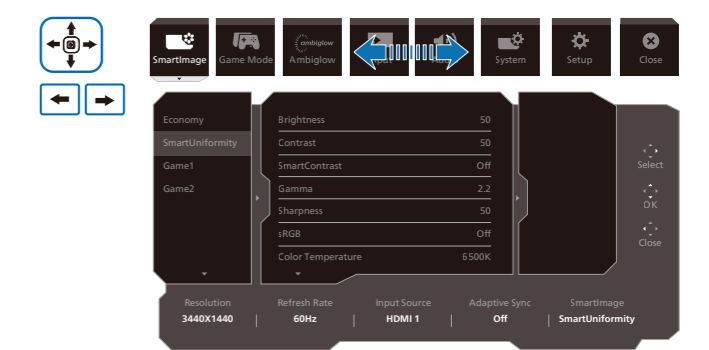 SmartImage Game Mode Ambiglow System Setup Close
ambiglow
Economy
SmartUniformity
Game1
Game2
Brightness 50
Contrast 50
SmartContrast Off
Gamma 2.2
Sharpness 50
sRGB Off
Color Temperature 6500K
Select
OK
Close
Resolution Refresh Rate Input Source Adaptive Sync SmartImage
3440X1440 | 60Hz | HDMI 1 | Off | SmartUniformity